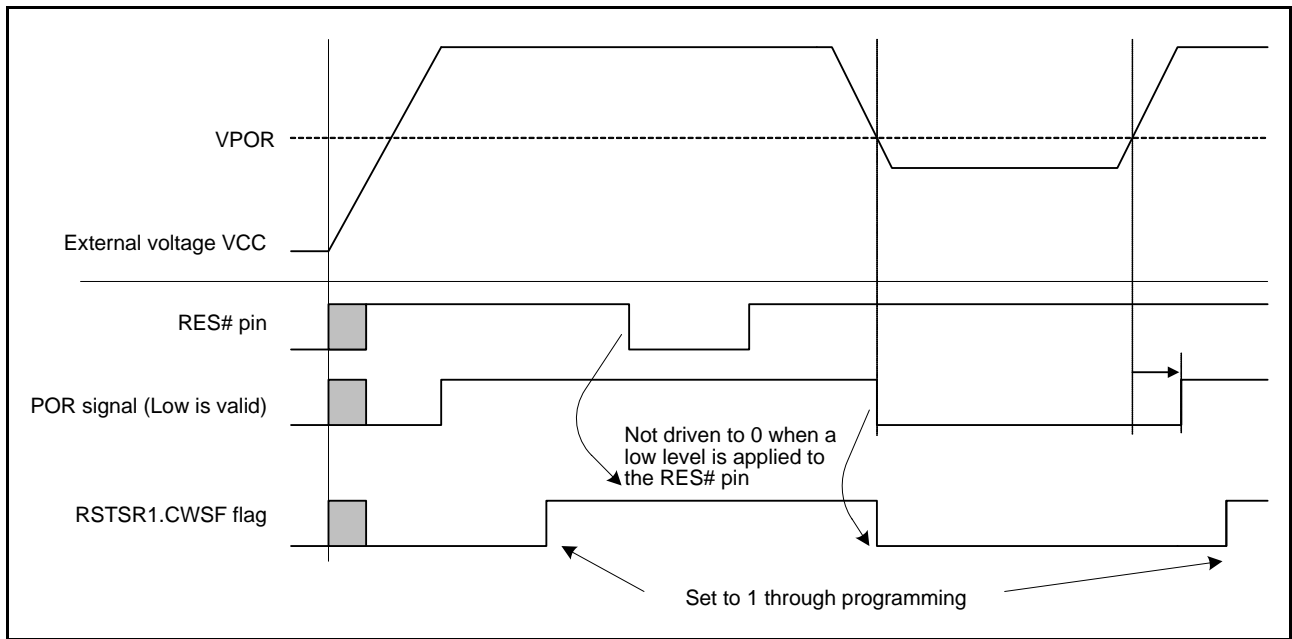 VPOR
External voltage VCC
RES# pin
POR signal (Low is valid)
Not driven to 0 when a
low level is applied to
the RES# pin
RSTSR1.CWSF flag
Set to 1 through programming